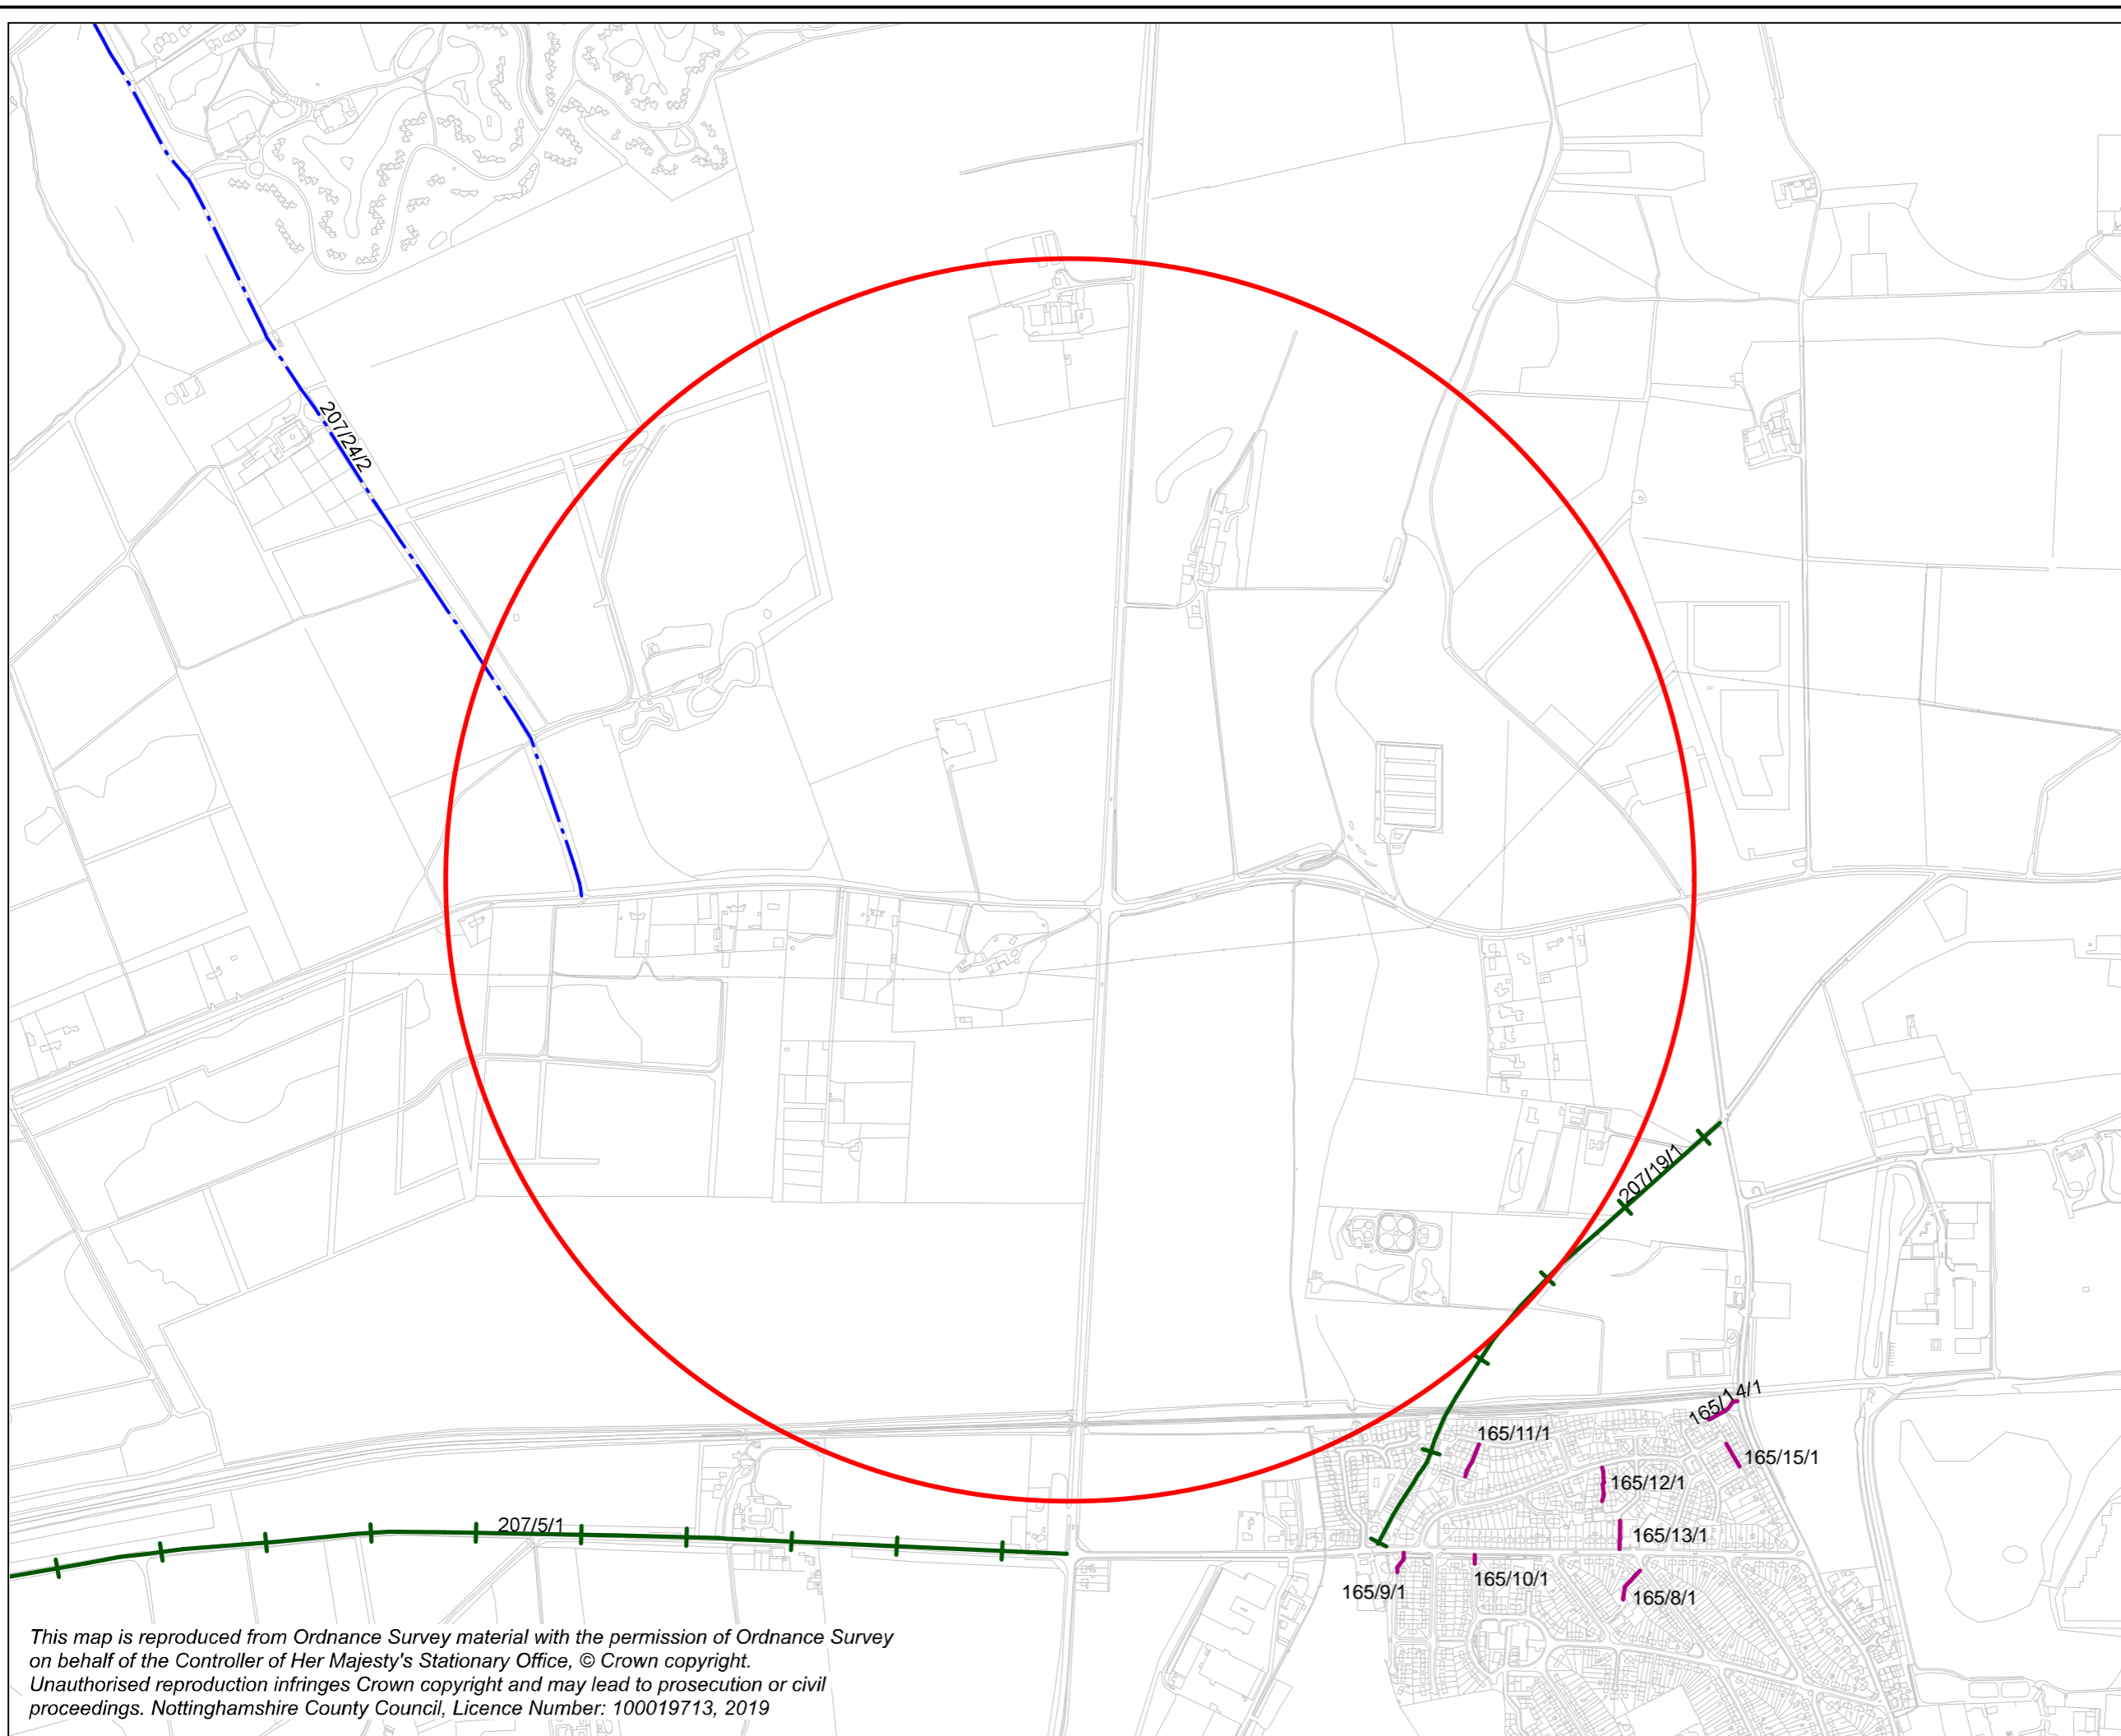 207/24/2
207/19/1
165/14/1
165/11/1
165/15/1
165/12/1
207/5/1
165/13/1
165/9/1
165/10/1
165/8/1
This map is reproduced from Ordnance Survey material with the permission of Ordnance Survey
on behalf of the Controller of Her Majesty's Stationary Office, © Crown copyright.
Unauthorised reproduction infringes Crown copyright and may lead to prosecution or civil
proceedings. Nottinghamshire County Council, Licence Number: 100019713, 2019